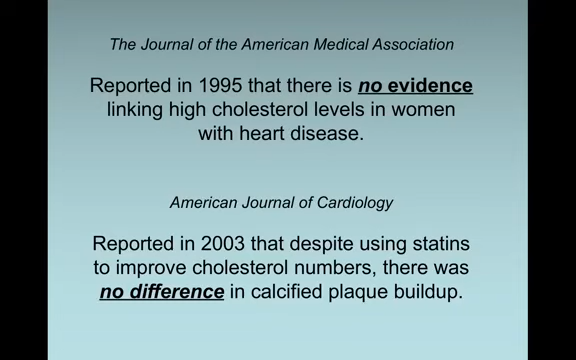 The Journal of the American Medical Association
Reported in 1995 that there is no evidence
linking high cholesterol levels in women
with heart disease.
American Journal of Cardiology
Reported in 2003 that despite using statins
to improve cholesterol numbers, there was
no difference in calcified plaque buildup.